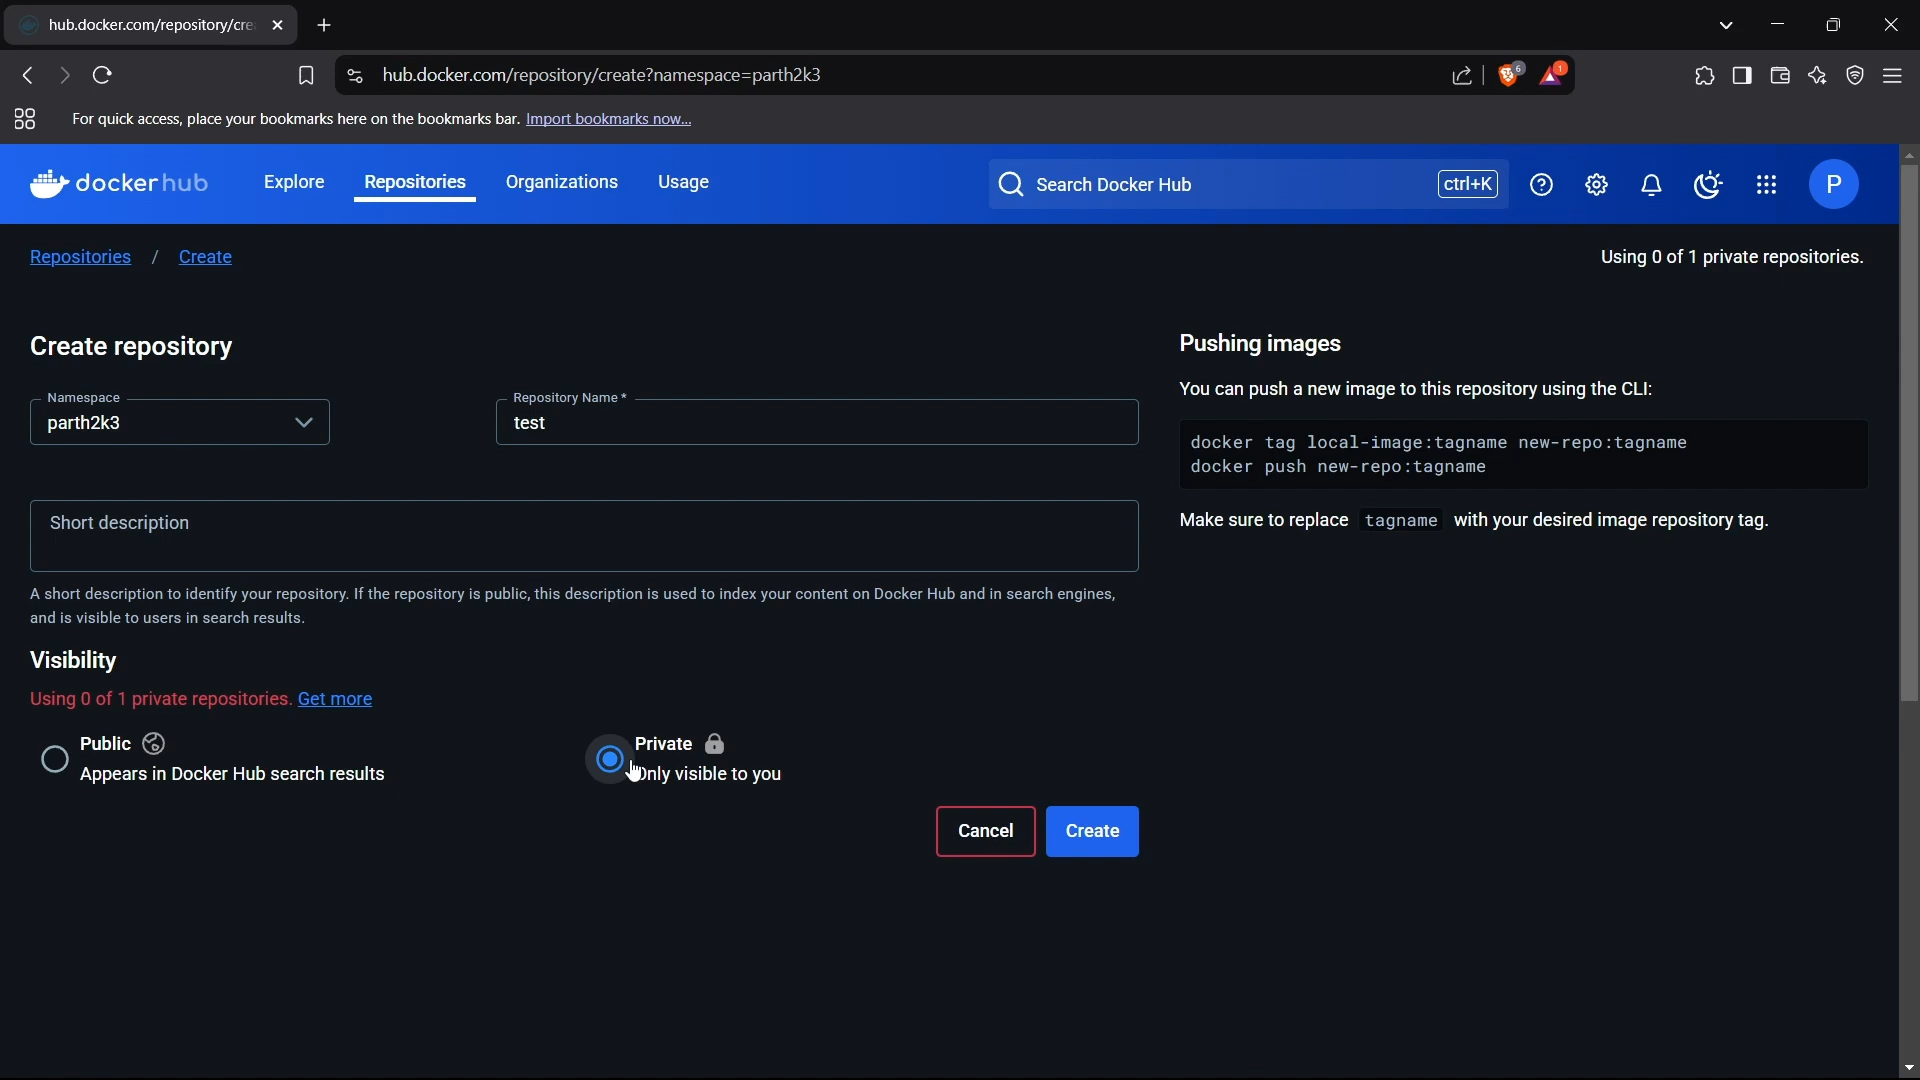 hub.docker.com/repository/cre
hub.docker.com/repository/create?namespace=parth2k3
6
1
For quick access, place your bookmarks here on the bookmarks bar. Import bookmarks now...
dockerhub
Explore
Repositories
Organizations
Usage
Search Docker Hub
ctrl+K
P
Repositories / Create
Using 0 of 1 private repositories.
Create repository
Namespace
parth2k3
Repository Name *
test
Short description
A short description to identify your repository. If the repository is public, this description is used to index your content on Docker Hub and in search engines,
and is visible to users in search results.
Visibility
Using 0 of 1 private repositories. Get more
Public
Appears in Docker Hub search results
Private
Only visible to you
Cancel
Create
Pushing images
You can push a new image to this repository using the CLI:
docker tag local-image:tagname new-repo:tagname
docker push new-repo:tagname
Make sure to replace tagname with your desired image repository tag.